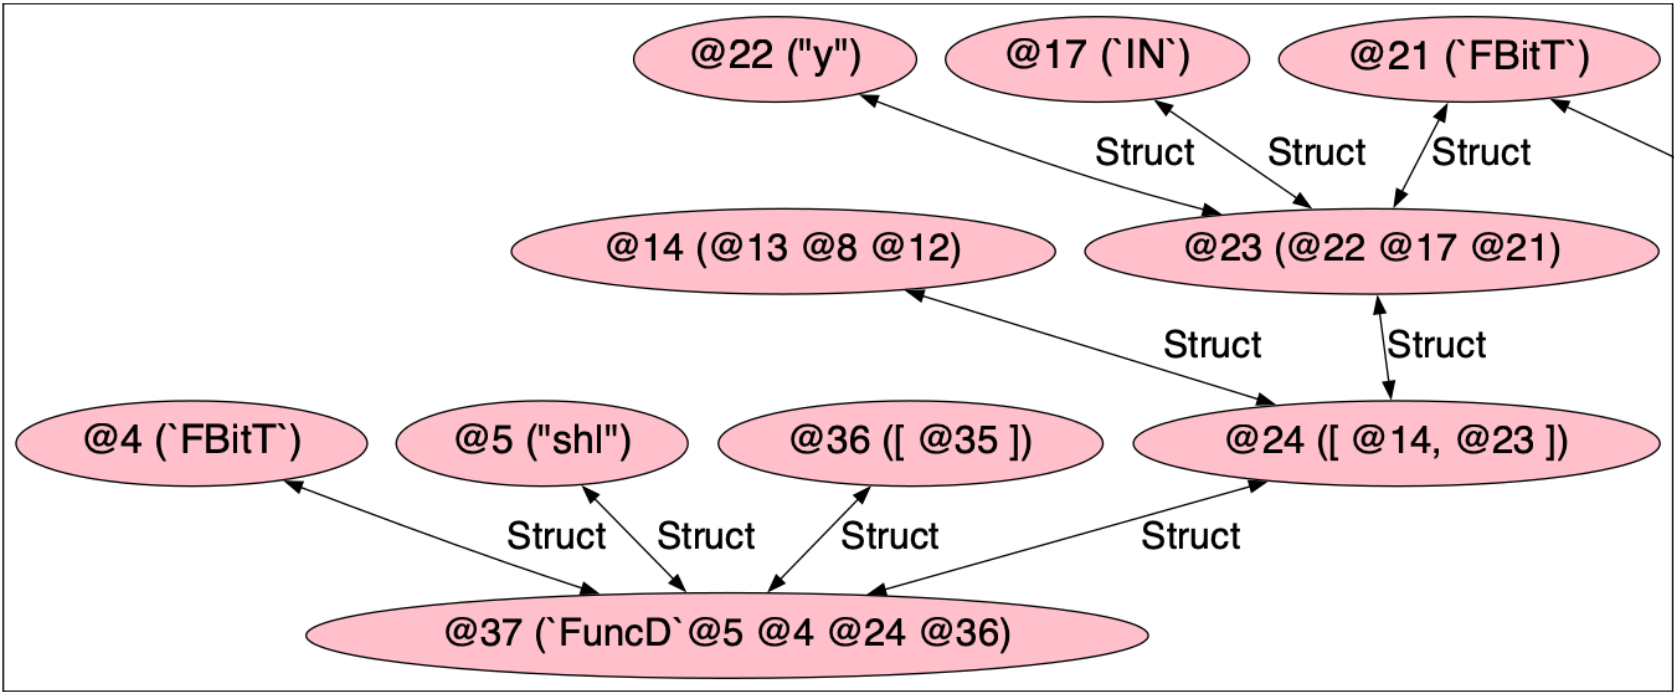 @22 ("y")
@17 (`IN`)
@21 (`FBitT`)
Struct
Struct
Struct
@14 (@13 @8 @12)
@23 (@22 @17 @21)
Struct
Struct
@4 (`FBitT`)
@5 ("shl")
@36 ([ @35 ])
@24 ([ @14, @23 ])
Struct
Struct
Struct
Struct
@37 (`FuncD`@5 @4 @24 @36)